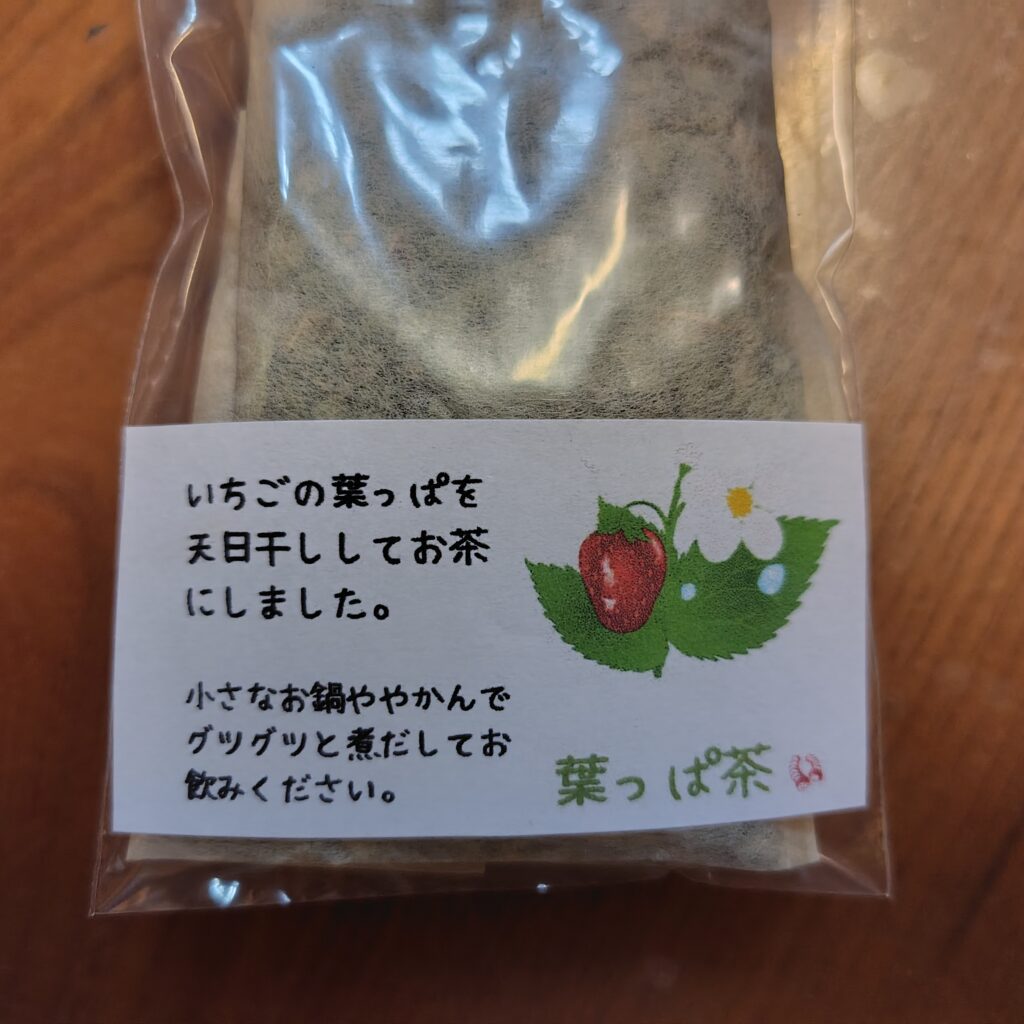 いちごの葉っぱを
天日干ししてお茶
にしました。
小さなお鍋ややかんで
グツグツと煮だしてお
飲みください。
葉っぱ茶